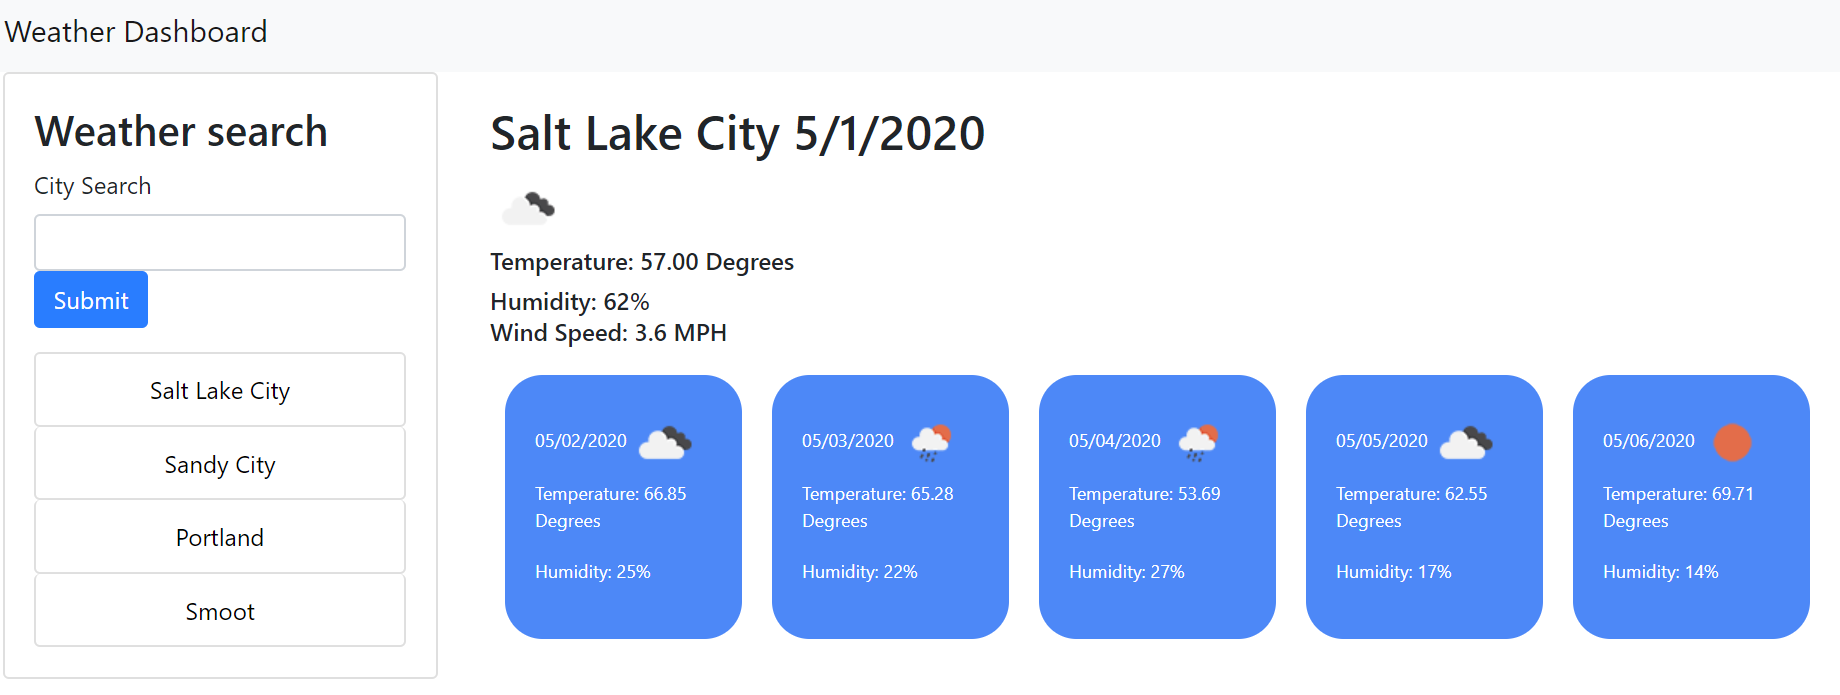 Weather Dashboard
Weather search
City Search
Submit
Salt Lake City
Sandy City
Portland
Smoot
Salt Lake City 5/1/2020
Temperature: 57.00 Degrees
Humidity: 62%
Wind Speed: 3.6 MPH
05/02/2020
Temperature: 66.85
Degrees
Humidity: 25%
05/03/2020
Temperature: 65.28
Degrees
Humidity: 22%
05/04/2020
Temperature: 53.69
Degrees
Humidity: 27%
05/05/2020
Temperature: 62.55
Degrees
Humidity: 17%
05/06/2020
Temperature: 69.71
Degrees
Humidity: 14%